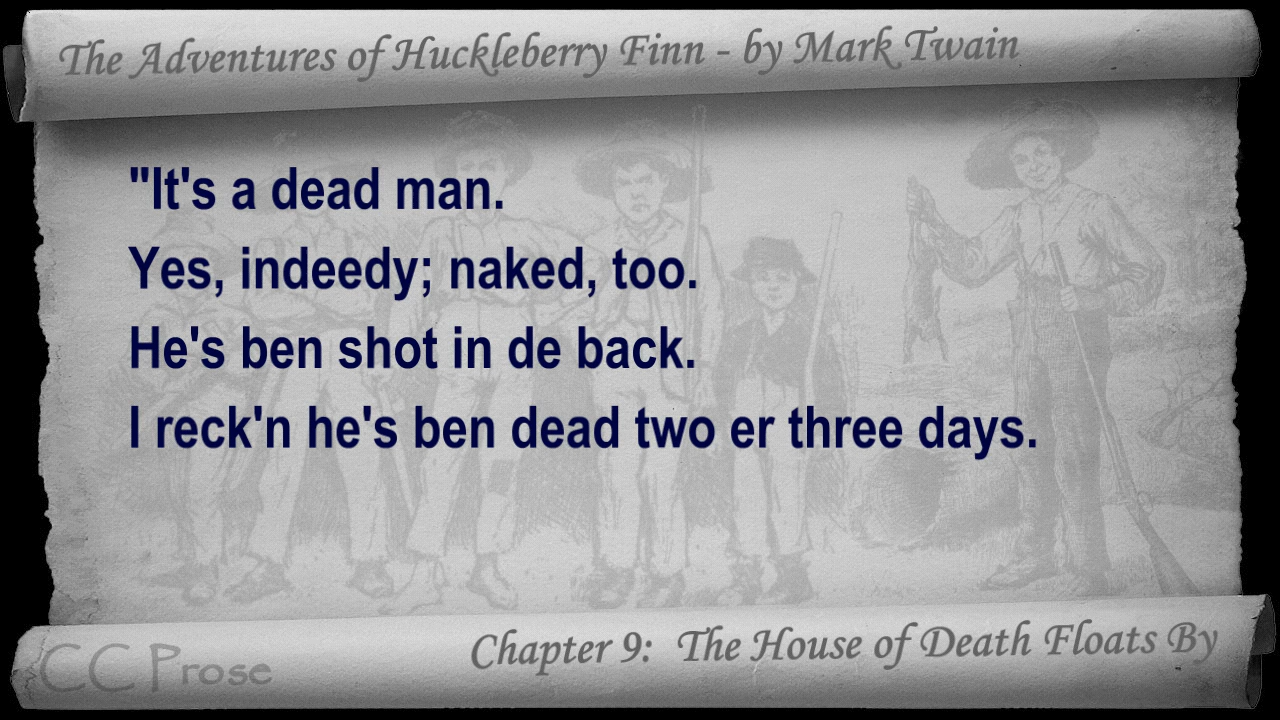 The Adventures of Huckleberry Finn - by Mark Twain
"It's a dead man.
Yes, indeedy; naked, too.
He's ben shot in de back.
I reck'n he's ben dead two er three days.
CC Prose
Chapter 9: The House of Death Floats By